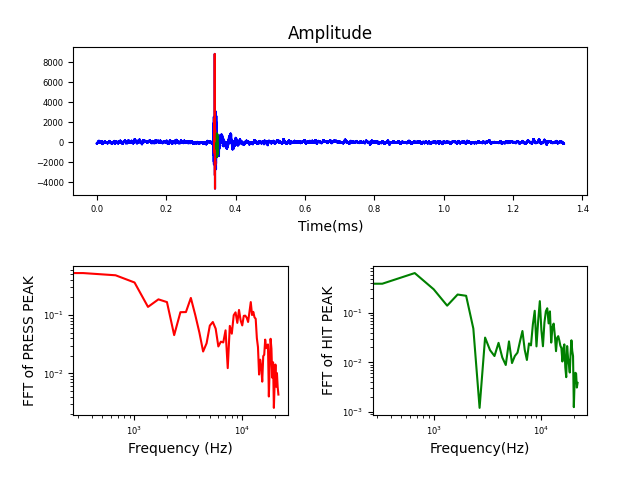 Amplitude
8000
6000
4000
2000
0
−2000
−4000
0.0 0.2 0.4 0.6 0.8 1.0 1.2 1.4
Time(ms)
FFT of PRESS PEAK
10⁻¹
10⁻²
10³ 10⁴
Frequency (Hz)
FFT of HIT PEAK
10⁻¹
10⁻²
10⁻³
10³ 10⁴
Frequency(Hz)